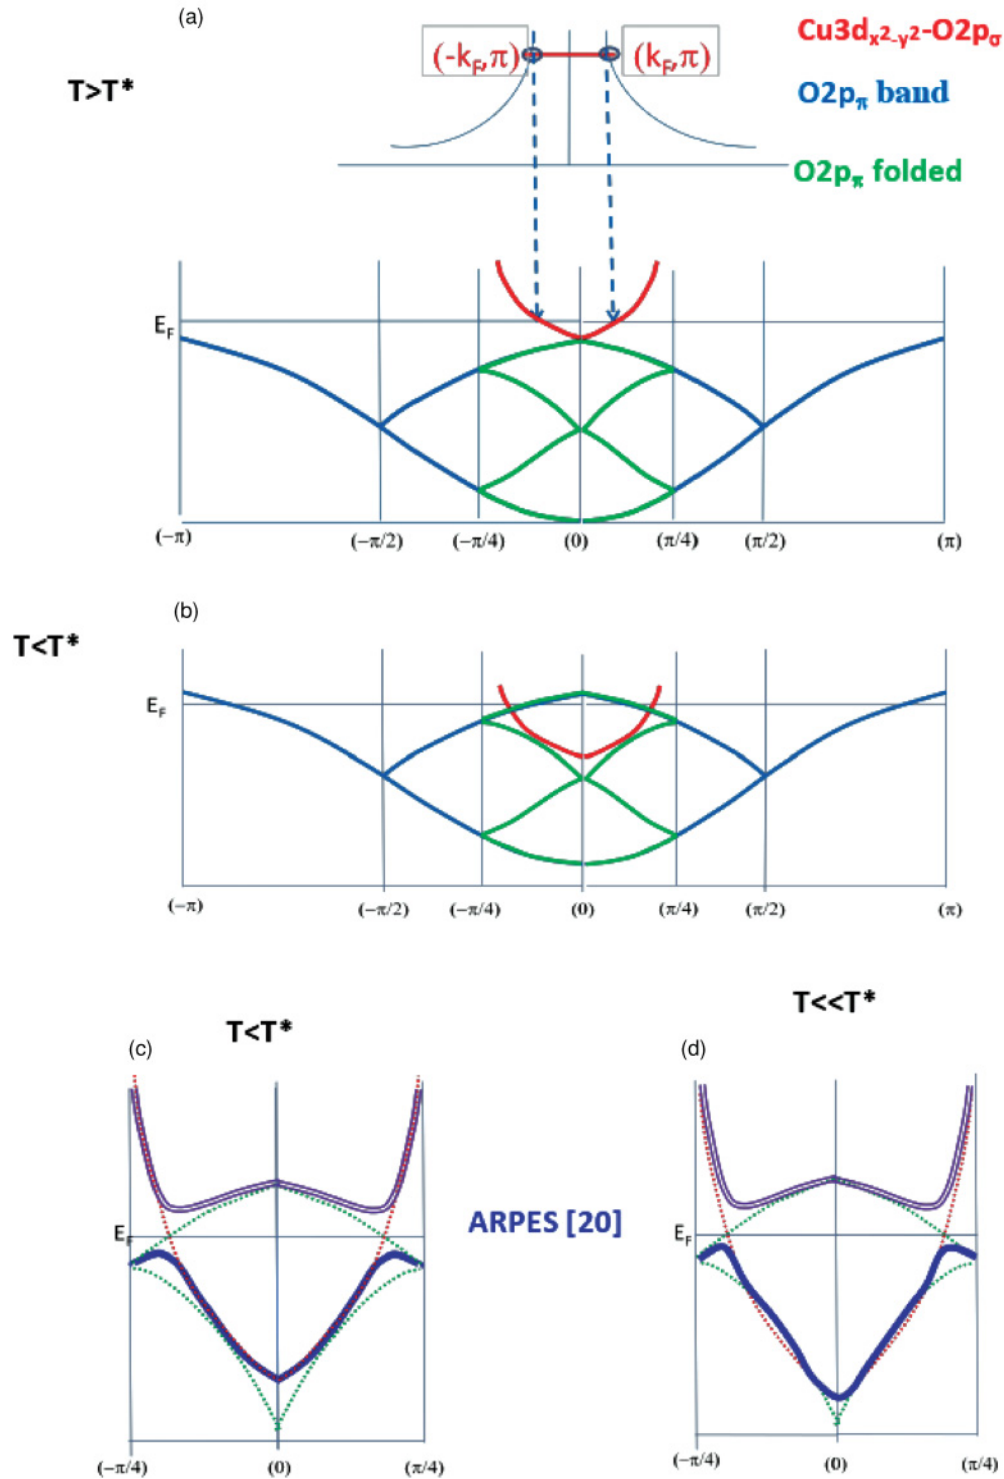 (a)
Cu3dx²-y²-O2pσ
(-kF,π) (kF,π)
T>T*
O2pπ band
O2pπ folded
EF
(−π) (−π/2) (−π/4) (0) (π/4) (π/2) (π)
(b)
T<T*
EF
(−π) (−π/2) (−π/4) (0) (π/4) (π/2) (π)
T<T* T<<T*
(c) (d)
ARPES [20]
EF EF
(−π/4) (0) (π/4) (−π/4) (0) (π/4)